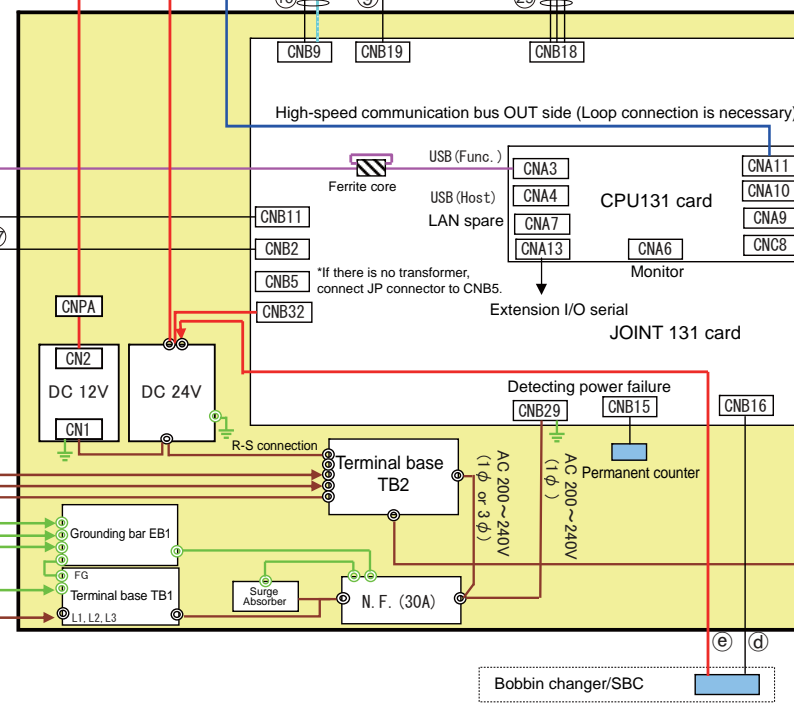 CNB9
CNB19
CNB18
High-speed communication bus OUT side (Loop connection is necessary)
USB(Func.)
CNA3
CNA11
Ferrite core
CPU131 card
CNA10
USB(Host)
CNA4
LAN spare
CNA7
CNA9
CNB11
CNA13
CNA6
CNC8
CNB2
Monitor
CNB5
*If there is no transformer,
connect JP connector to CNB5.
CNPA
CNB32
Extension I/O serial
JOINT 131 card
CN2
DC 12V
DC 24V
CN1
Detecting power failure
CNB29
CNB15
CNB16
R-S connection
Terminal base
TB2
AC 200~240V
(1φ or 3φ)
AC 200~240V
(1φ)
Permanent counter
Grounding bar EB1
FG
Terminal base TB1
L1, L2, L3
Surge
Absorber
N.F. (30A)
ⓔ
ⓓ
Bobbin changer/SBC